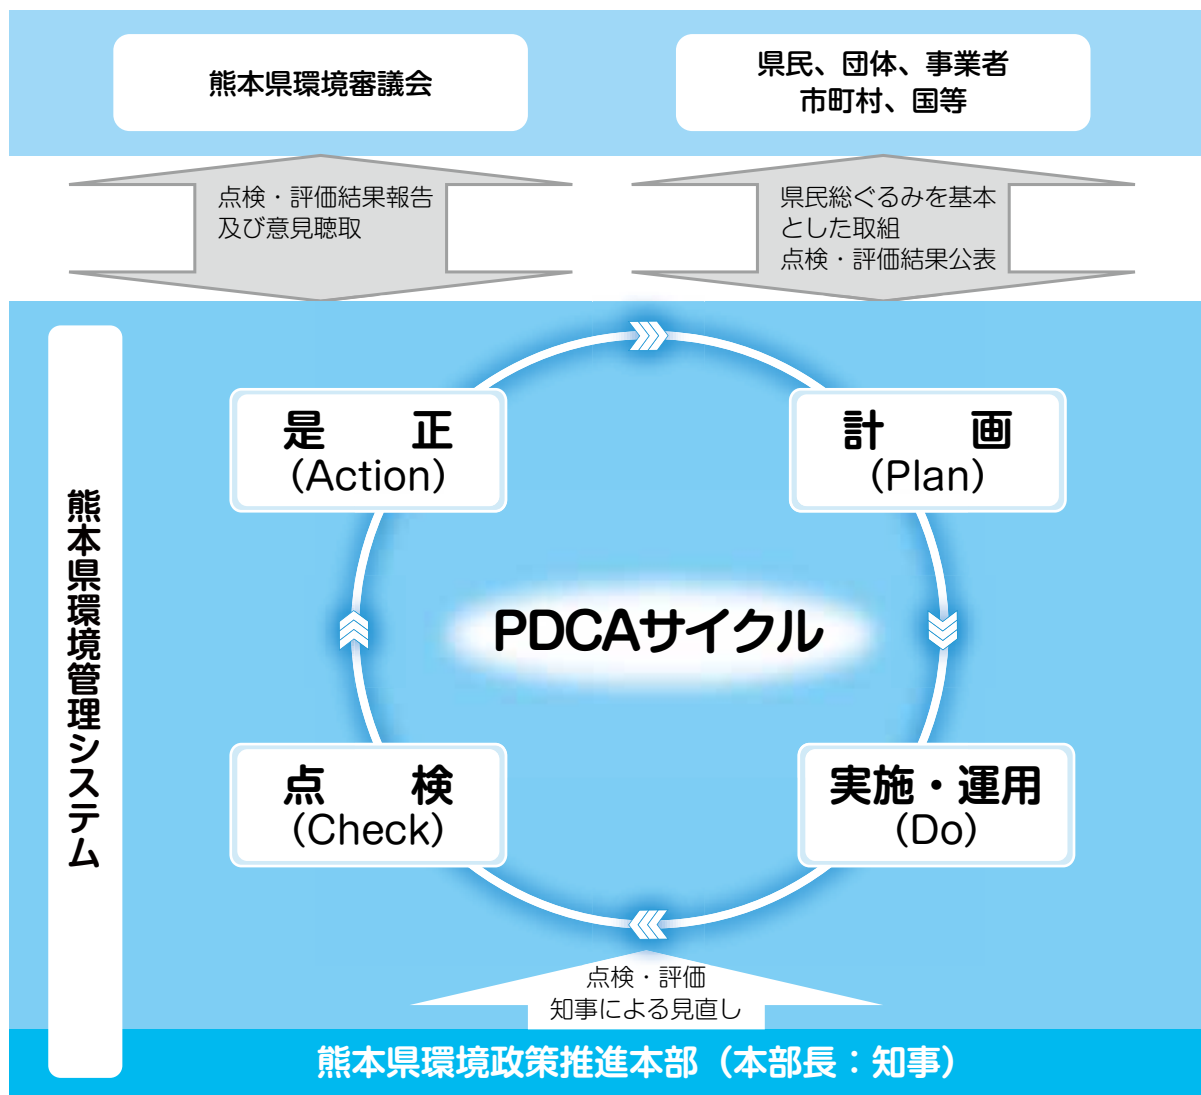 熊本県環境審議会
県民、団体、事業者
市町村、国等
点検・評価結果報告
及び意見聴取
県民総ぐるみを基本
とした取組
点検・評価結果公表
熊本県環境管理システム
是　正
（Action）
計　画
（Plan）
PDCAサイクル
点　検
（Check）
実施・運用
（Do）
点検・評価
知事による見直し
熊本県環境政策推進本部（本部長：知事）